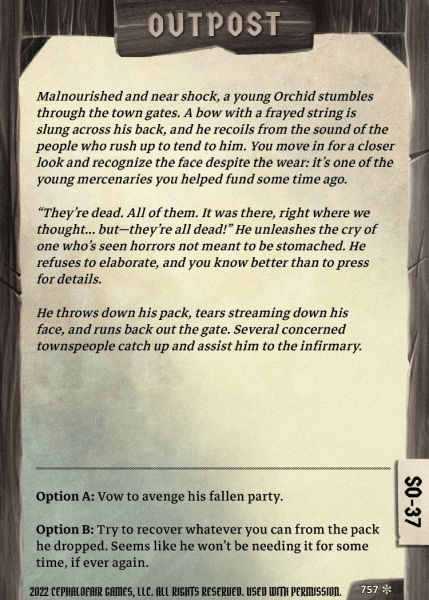 OUTPOST
Malnourished and near shock, a young Orchid stumbles
through the town gates. A bow with a frayed string is
slung across his back, and he recoils from the sound of the
people who rush up to tend to him. You move in for a closer
look and recognize the face despite the wear: it’s one of the
young mercenaries you helped fund some time ago.
“They’re dead. All of them. It was there, right where we
thought... but—they’re all dead!” He unleashes the cry of
one who’s seen horrors not meant to be stomached. He
refuses to elaborate, and you know better than to press
for details.
He throws down his pack, tears streaming down his
face, and runs back out the gate. Several concerned
townspeople catch up and assist him to the infirmary.
Option A: Vow to avenge his fallen party.
Option B: Try to recover whatever you can from the pack
he dropped. Seems like he won’t be needing it for some
time, if ever again.
SO-37
2022 CEPHALOFAIR GAMES, LLC. ALL RIGHTS RESERVED. USED WITH PERMISSION.
757